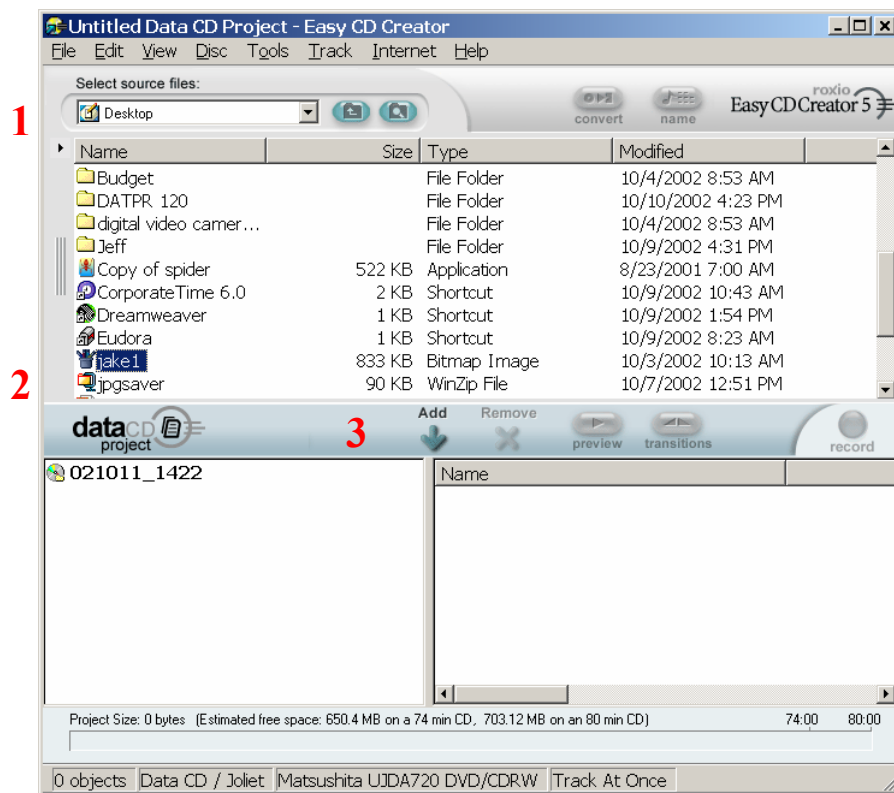 Untitled Data CD Project - Easy CD Creator
File Edit View Disc Tools Track Internet Help
Select source files:
1
Desktop
convert
name
roxio
Easy CD Creator 5
Name Size Type Modified
Budget File Folder 10/4/2002 8:53 AM
DATPR 120 File Folder 10/10/2002 4:23 PM
digital video camer... File Folder 10/4/2002 8:53 AM
Jeff File Folder 10/9/2002 4:31 PM
Copy of spider 522 KB Application 8/23/2001 7:00 AM
CorporateTime 6.0 2 KB Shortcut 10/9/2002 10:43 AM
Dreamweaver 1 KB Shortcut 10/9/2002 1:54 PM
Eudora 1 KB Shortcut 10/9/2002 8:23 AM
jake1 833 KB Bitmap Image 10/3/2002 10:13 AM
2
jpgsaver 90 KB WinZip File 10/7/2002 12:51 PM
dataCD
project
3
Add
Remove
preview
transitions
record
021011_1422
Name
Project Size: 0 bytes (Estimated free space: 650.4 MB on a 74 min CD, 703.12 MB on an 80 min CD) 74:00 80:00
0 objects Data CD / Joliet Matsushita UJDA720 DVD/CDRW Track At Once